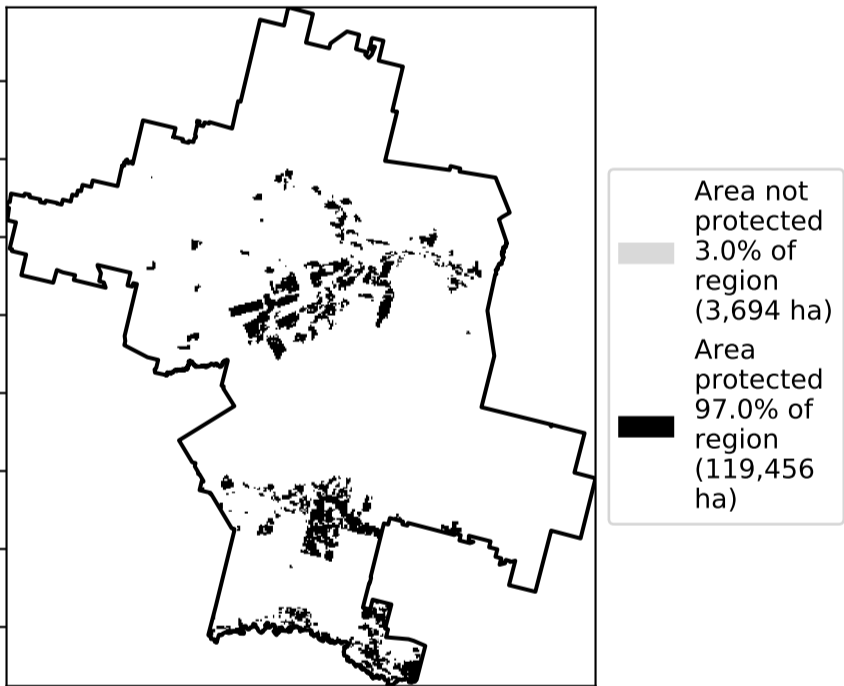 Area not
protected
3.0% of
region
(3,694 ha)
Area
protected
97.0% of
region
(119,456
ha)